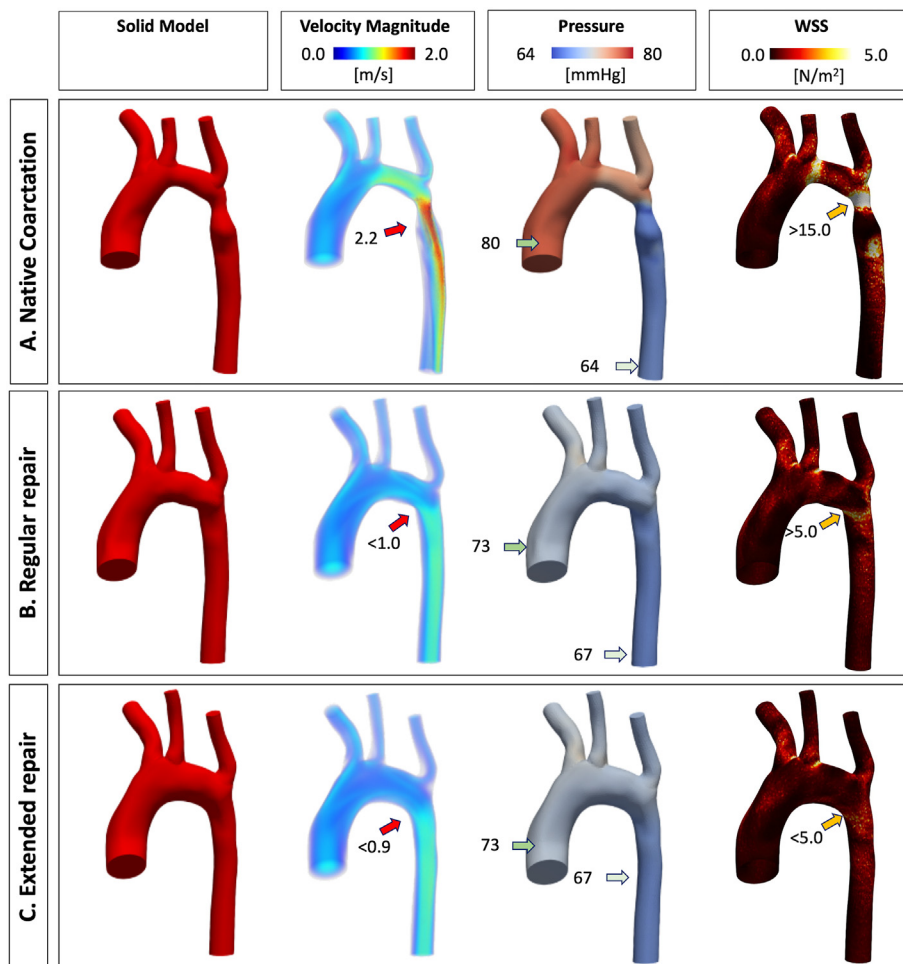 Solid Model
Velocity Magnitude
0.0 2.0
[m/s]
Pressure
64 80
[mmHg]
WSS
0.0 5.0
[N/m²]
A. Native Coarctation
2.2
80
64
>15.0
B. Regular repair
<1.0
73
67
>5.0
C. Extended repair
<0.9
73
67
<5.0